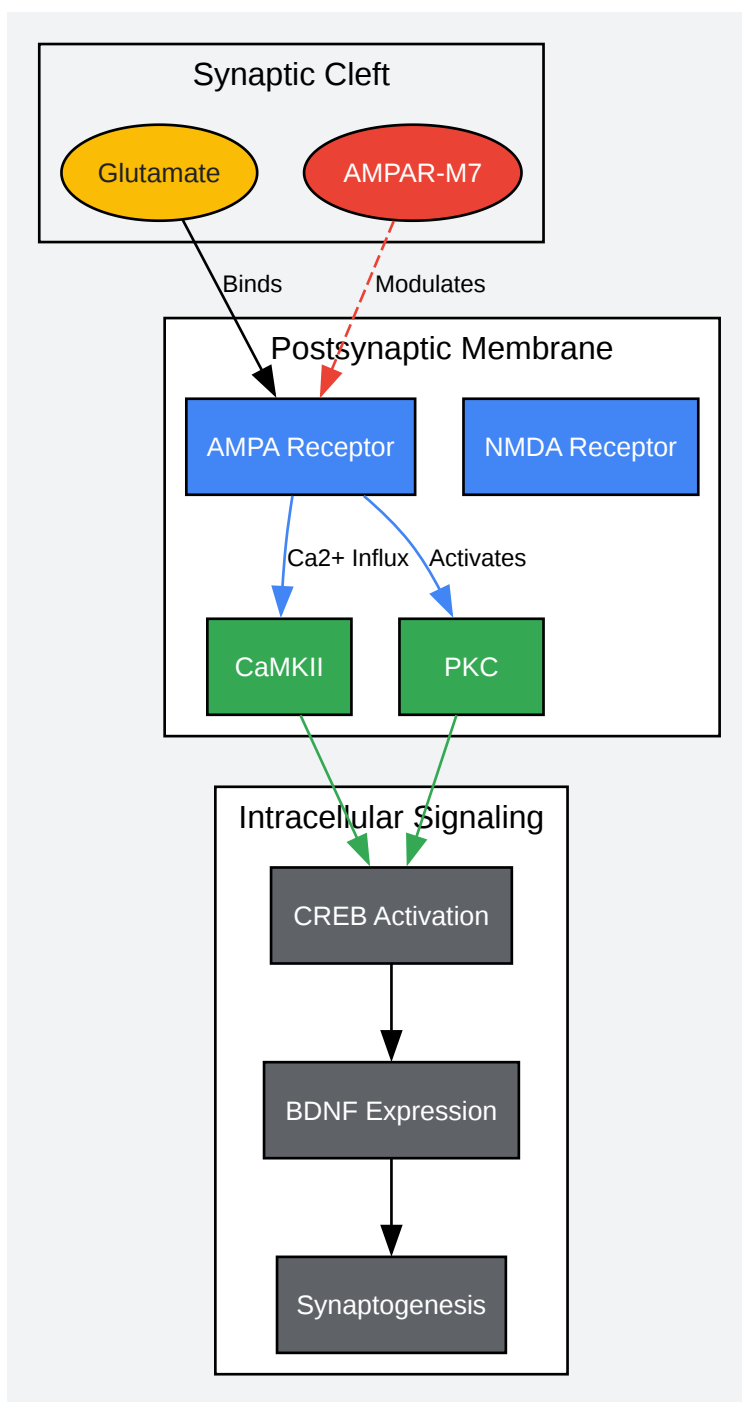 Synaptic Cleft
Glutamate
AMPAR-M7
Binds
Modulates
Postsynaptic Membrane
AMPA Receptor
NMDA Receptor
Ca2+ Influx
Activates
CaMKII
PKC
Intracellular Signaling
CREB Activation
BDNF Expression
Synaptogenesis